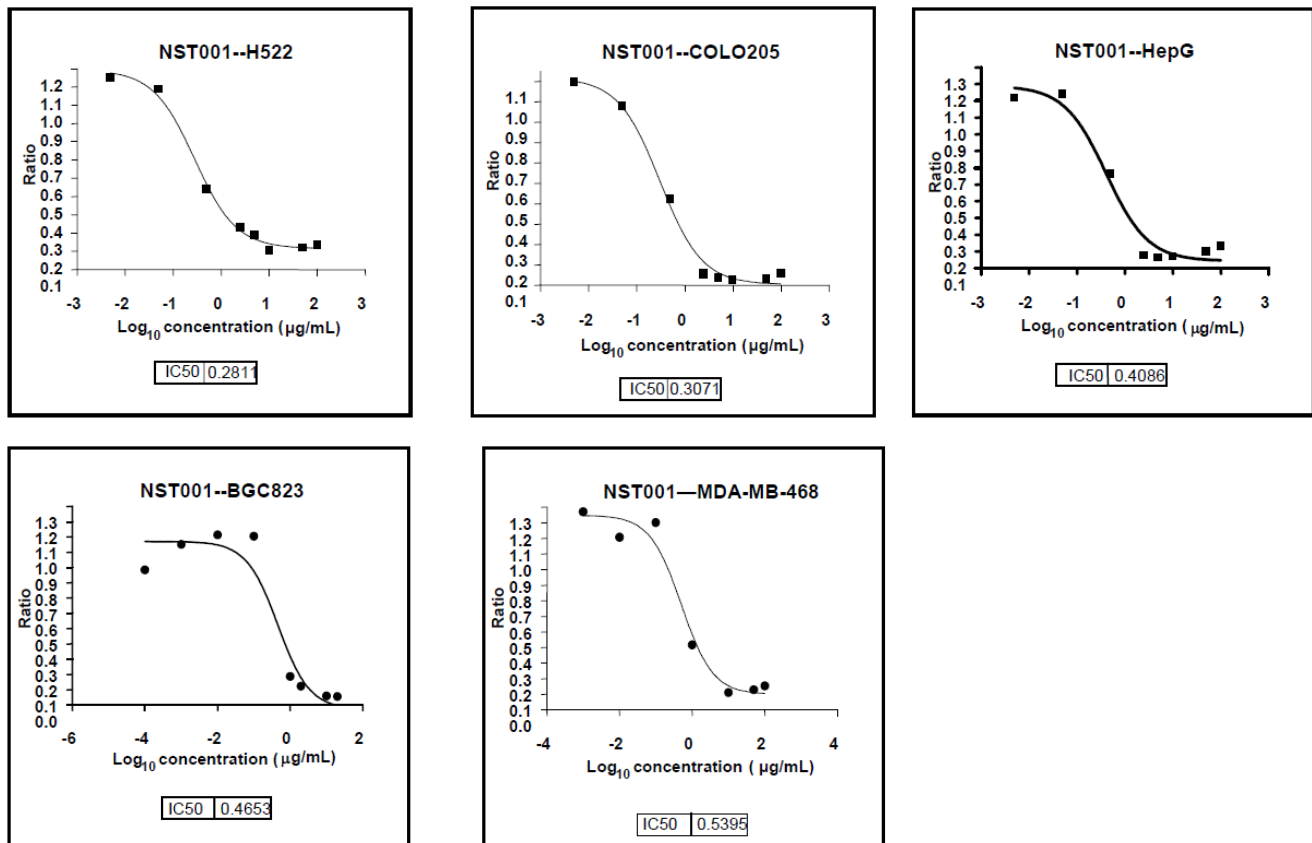 NST001--H522
1.2
1.1
1.0
0.9
0.8
0.7
0.6
0.5
0.4
0.3
0.2
0.1
Ratio
-3 -2 -1 0 1 2 3
Log10 concentration (µg/mL)
IC50 0.2811
NST001--COLO205
1.1
1.0
0.9
0.8
0.7
0.6
0.5
0.4
0.3
0.2
0.1
Ratio
-3 -2 -1 0 1 2 3
Log10 concentration (µg/mL)
IC50 0.3071
NST001--HepG
1.3
1.2
1.1
1.0
0.9
0.8
0.7
0.6
0.5
0.4
0.3
0.2
0.1
Ratio
-3 -2 -1 0 1 2 3
Log10 concentration (µg/mL)
IC50 0.4086
NST001--BGC823
1.3
1.2
1.1
1.0
0.9
0.8
0.7
0.6
0.5
0.4
0.3
0.2
0.1
0.0
Ratio
-6 -4 -2 0 2
Log10 concentration (µg/mL)
IC50 0.4653
NST001—MDA-MB-468
1.3
1.2
1.1
1.0
0.9
0.8
0.7
0.6
0.5
0.4
0.3
0.2
0.1
0.0
Ratio
-4 -2 0 2 4
Log10 concentration (µg/mL)
IC50 0.5395